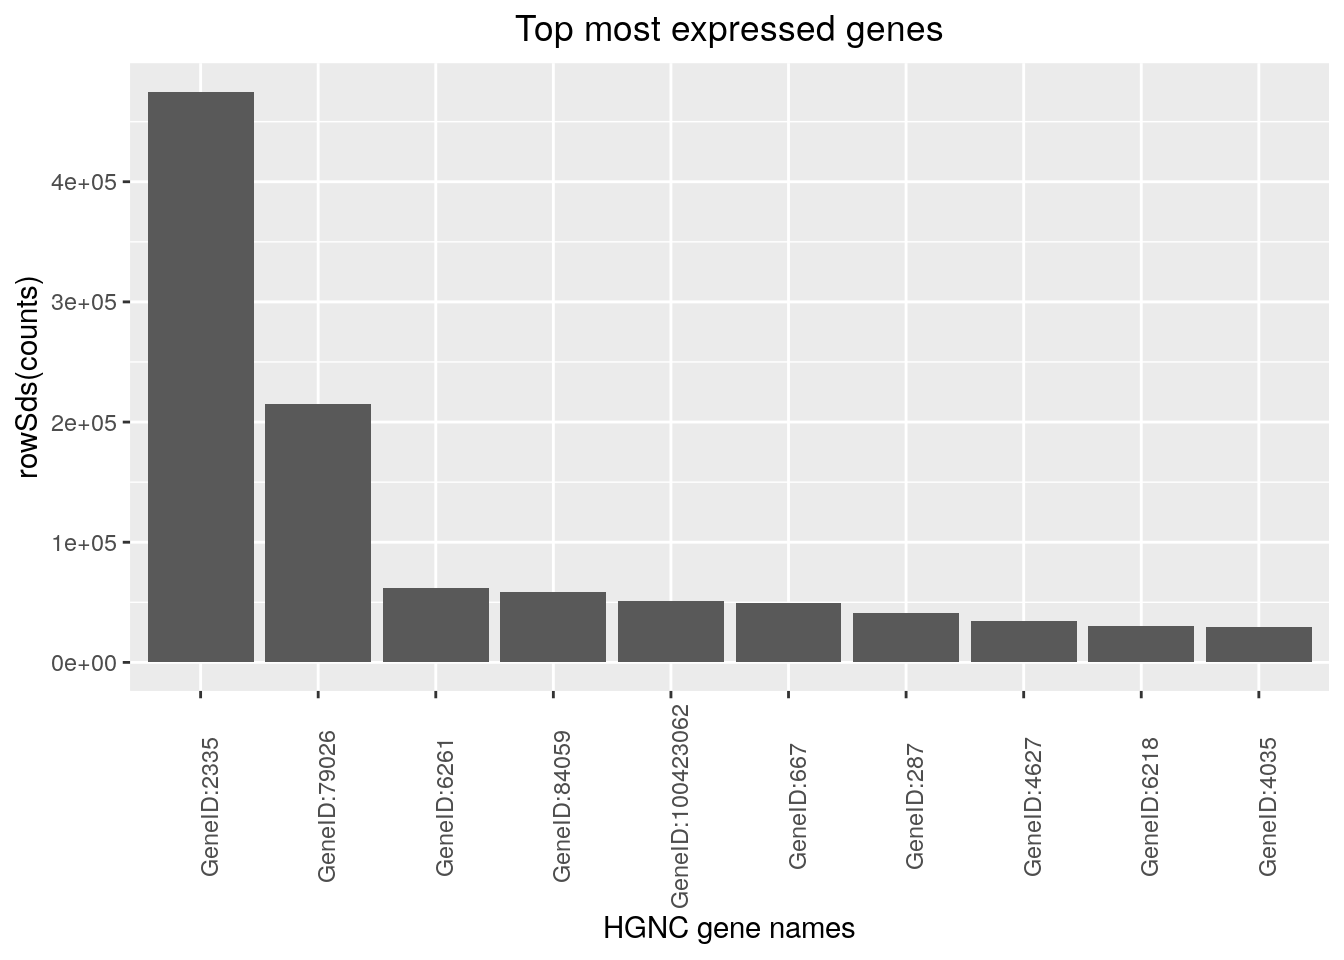 Top most expressed genes
rowSds(counts)
4e+05
3e+05
2e+05
1e+05
0e+00
GeneID:2335
GeneID:79026
GeneID:6261
GeneID:84059
GeneID:100423062
GeneID:667
GeneID:287
GeneID:4627
GeneID:6218
GeneID:4035
HGNC gene names